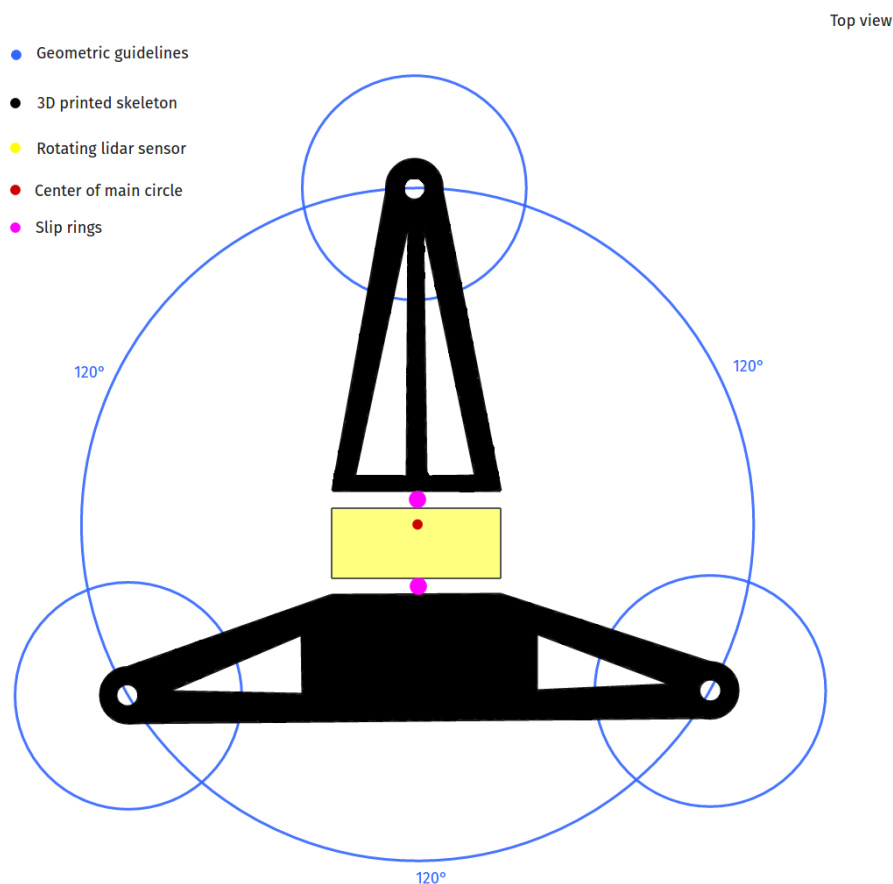 Top view
Geometric guidelines
3D printed skeleton
Rotating lidar sensor
Center of main circle
Slip rings
120°
120°
120°